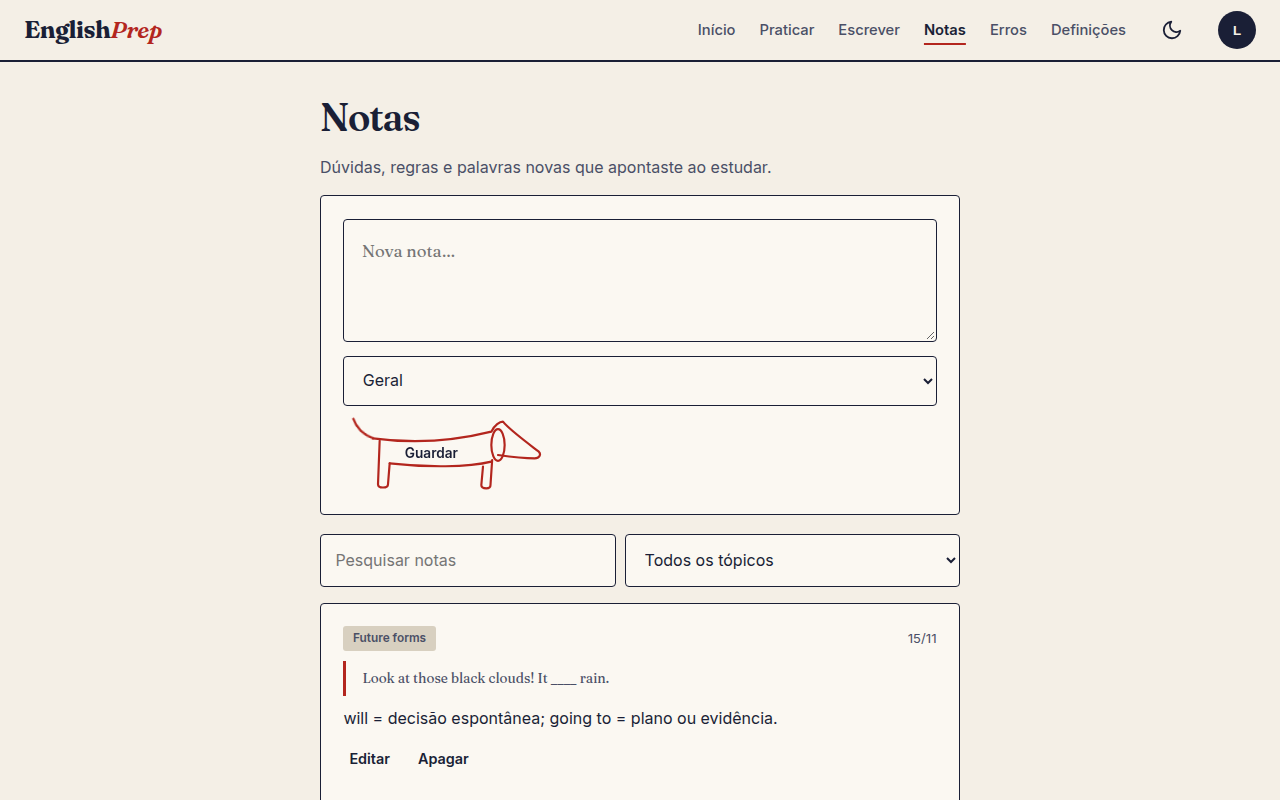 EnglishPrep
Início Praticar Escrever Notas Erros Definições L
Notas
Dúvidas, regras e palavras novas que apontaste ao estudar.
Nova nota...
Geral
Guardar
Pesquisar notas
Todos os tópicos
Future forms 15/11
Look at those black clouds! It ____ rain.
will = decisão espontânea; going to = plano ou evidência.
Editar Apagar